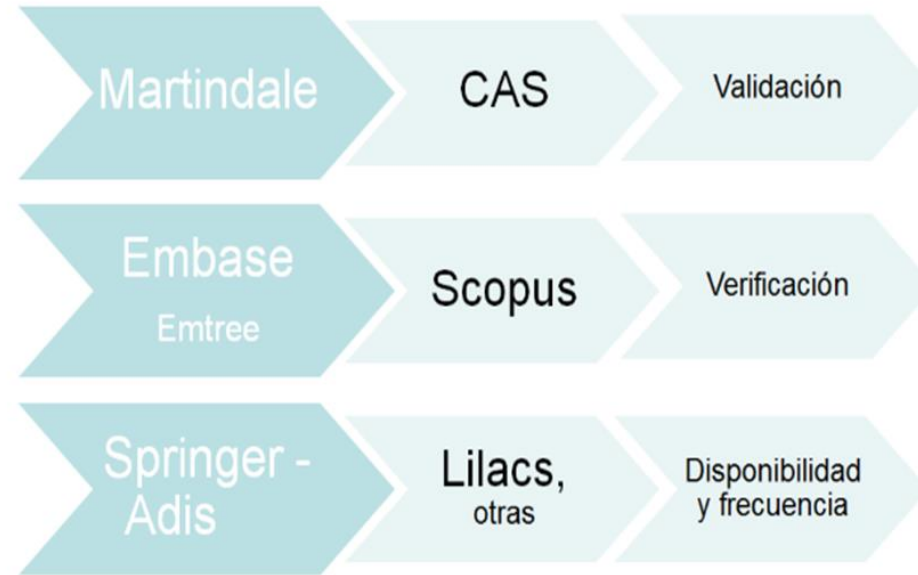 Martindale
CAS
Validación
Embase
Emtree
Scopus
Verificación
Springer -
Adis
Lilacs,
otras
Disponibilidad
y frecuencia